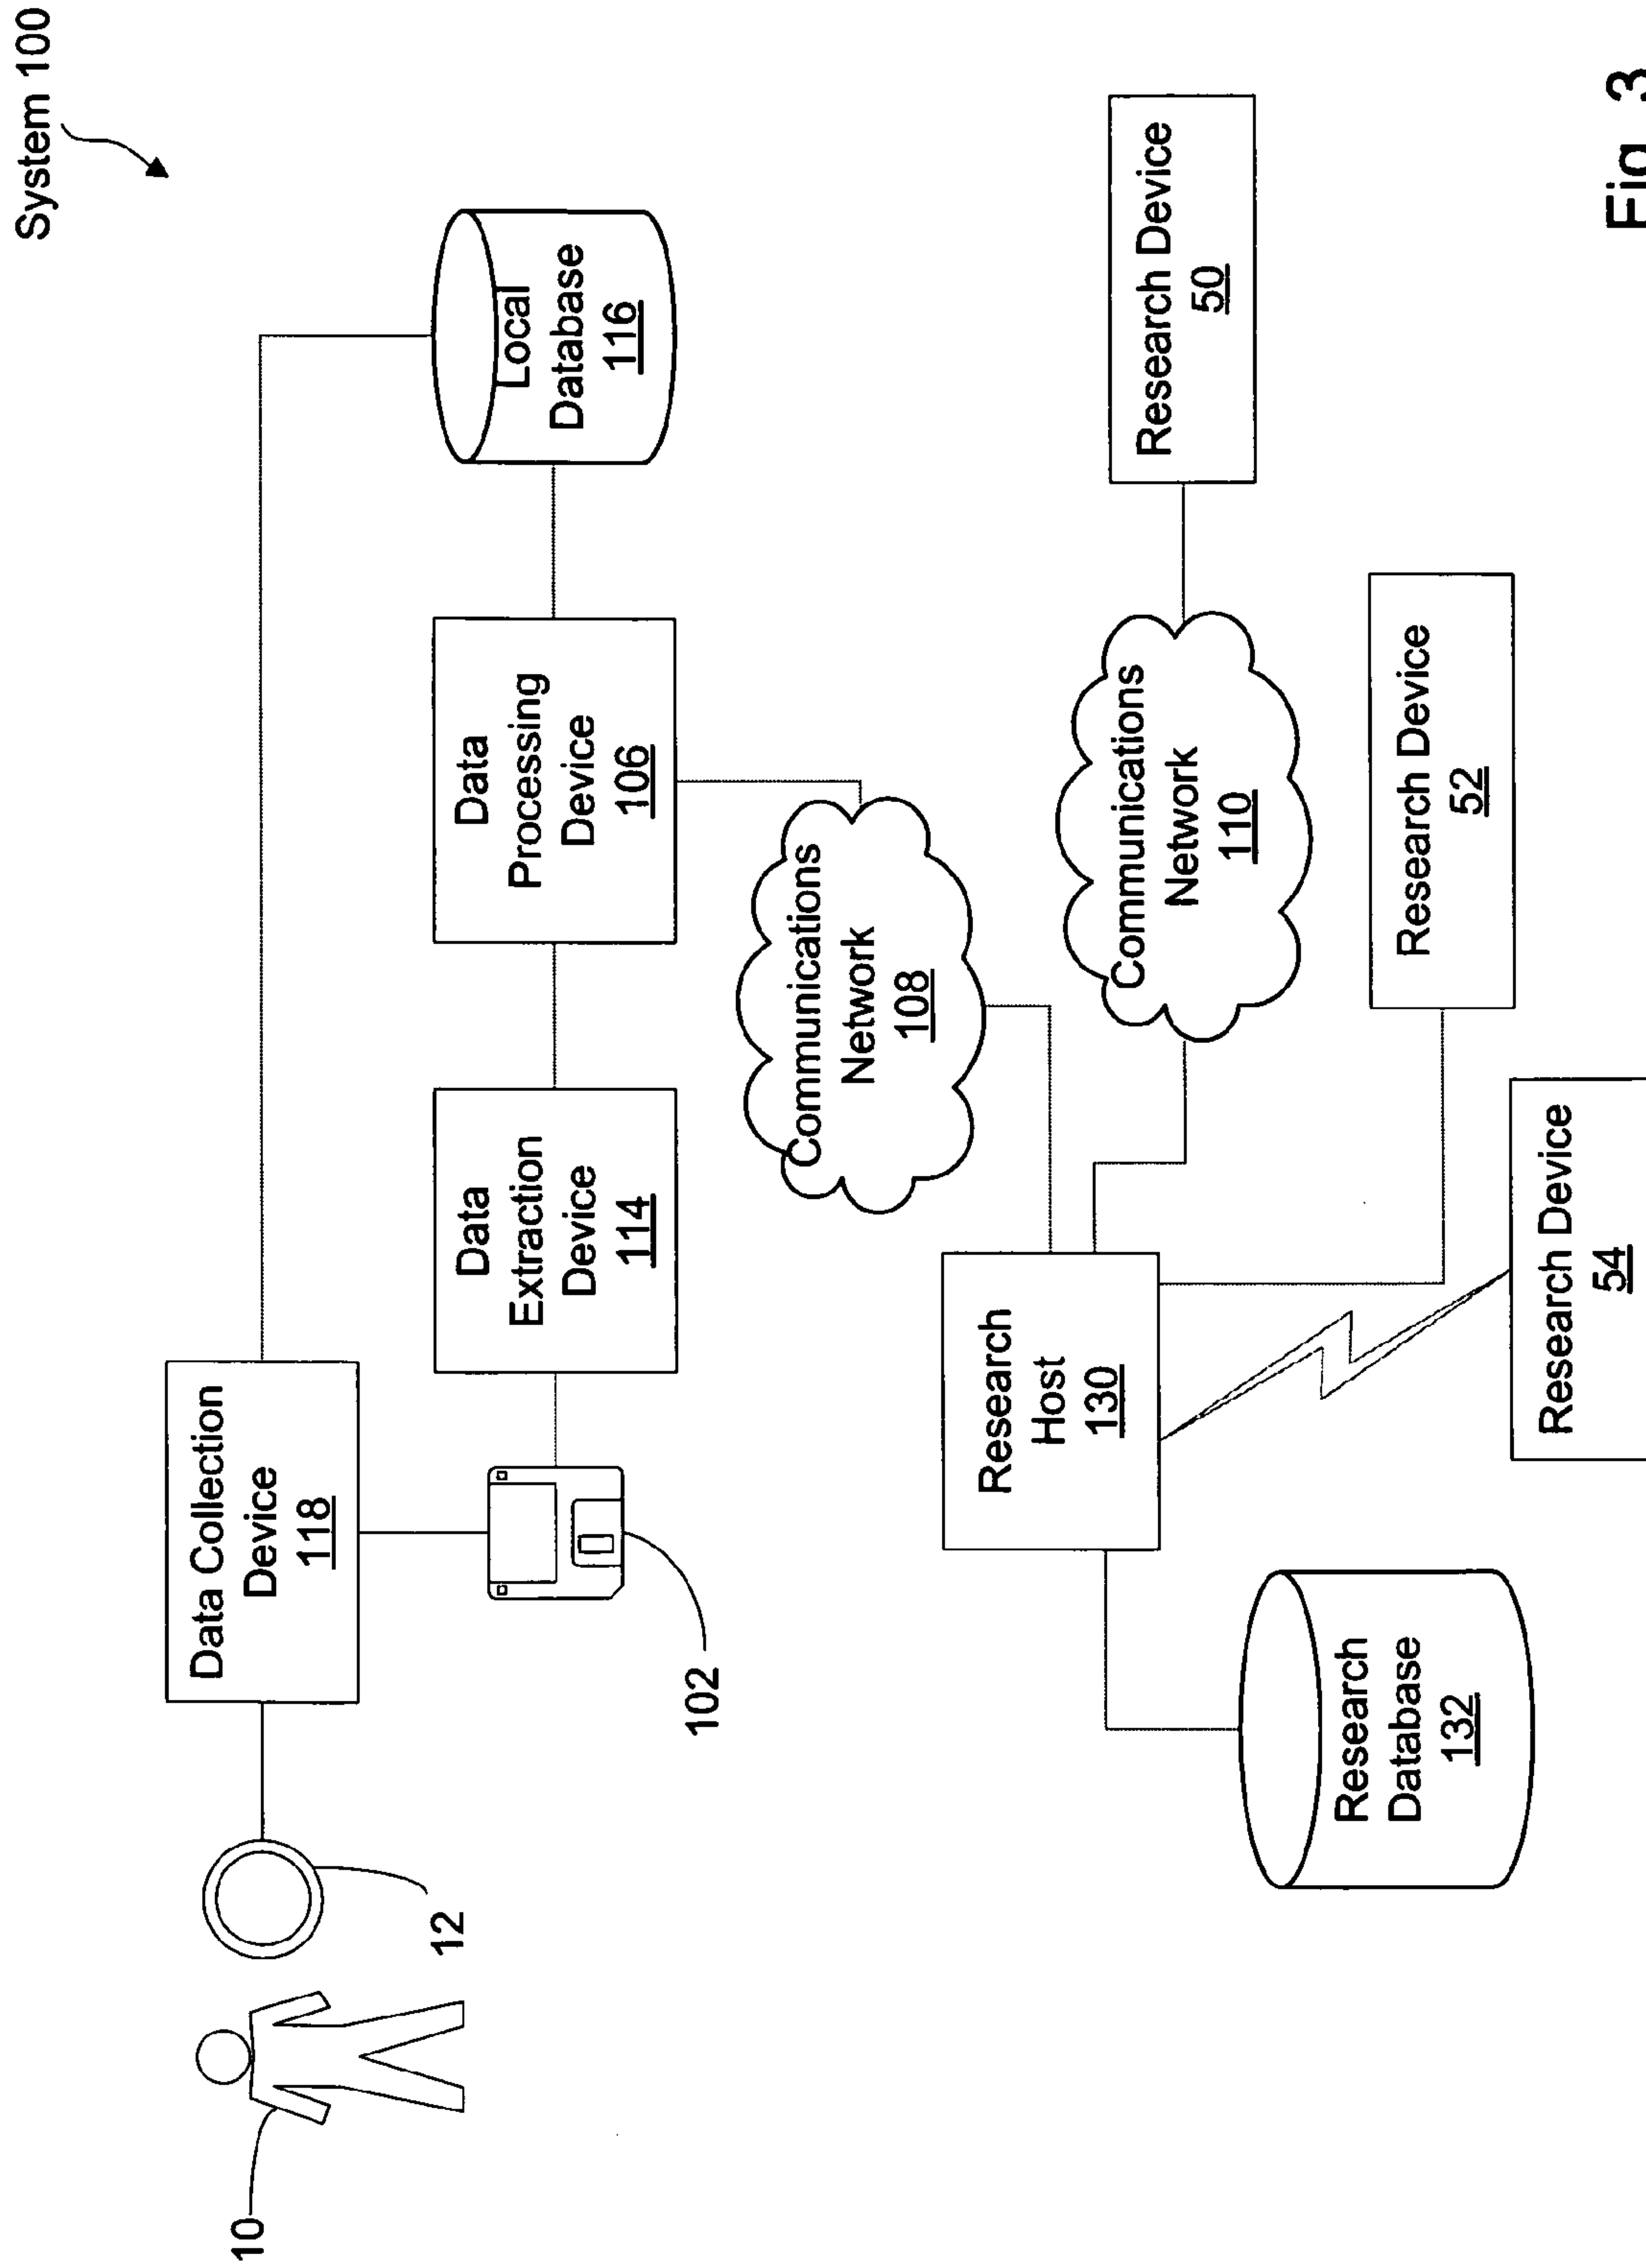 System 100
Data Collection
Device
118
10
12
102
Data
Extraction
Device
114
Data
Processing
Device
106
Local
Database
116
Communications
Network
108
Communications
Network
110
Research
Host
130
Research
Database
132
Research Device
50
Research Device
52
Research Device
54
Fig. 3